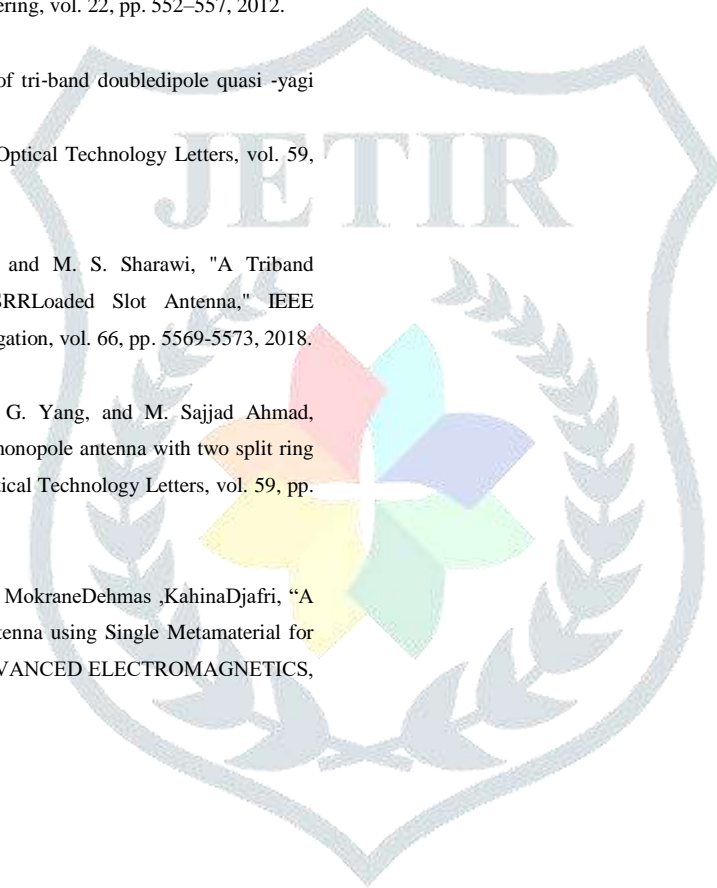 ering, vol. 22, pp. 552–557, 2012.
of tri-band doubledipole quasi -yagi
Optical Technology Letters, vol. 59,
JETIR
and M. S. Sharawi, "A Triband
SRRLoaded Slot Antenna," IEEE
gation, vol. 66, pp. 5569-5573, 2018.
G. Yang, and M. Sajjad Ahmad,
monopole antenna with two split ring
tical Technology Letters, vol. 59, pp.
MokraneDehmas ,KahinaDjafri, “A
tenna using Single Metamaterial for
VANCED ELECTROMAGNETICS,